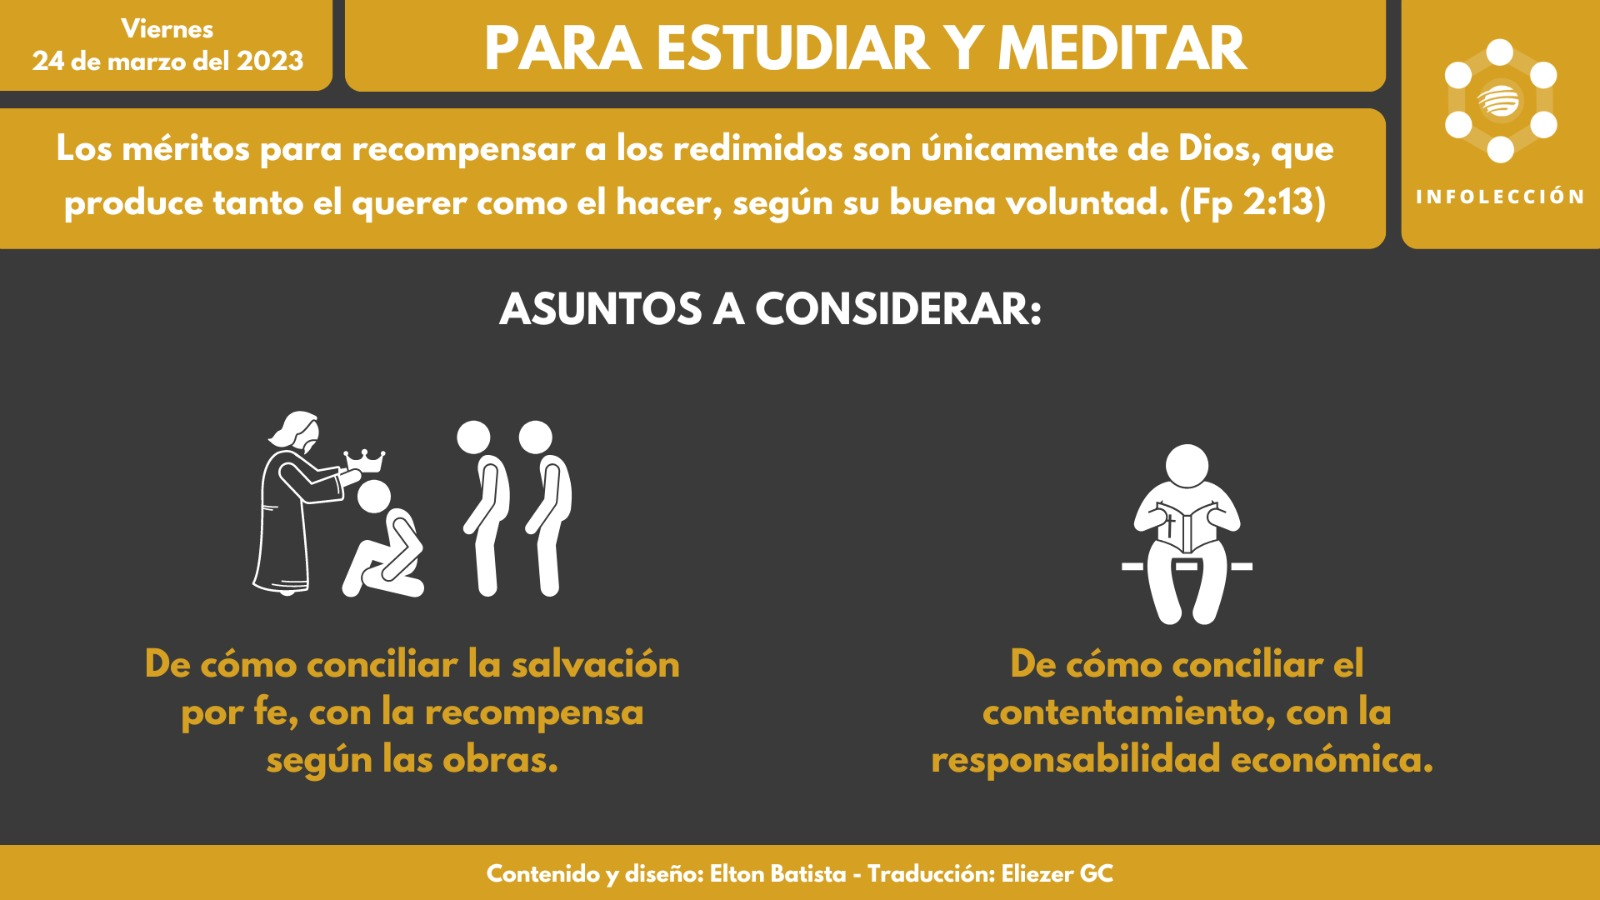 Viernes
24 de marzo del 2023
PARA ESTUDIAR Y MEDITAR
Los méritos para recompensar a los redimidos son únicamente de Dios, que
produce tanto el querer como el hacer, según su buena voluntad. (Fp 2:13)
INFOLECCIÓN
ASUNTOS A CONSIDERAR:
De cómo conciliar la salvación
por fe, con la recompensa
según las obras.
De cómo conciliar el
contentamiento, con la
responsabilidad económica.
Contenido y diseño: Elton Batista - Traducción: Eliezer GC